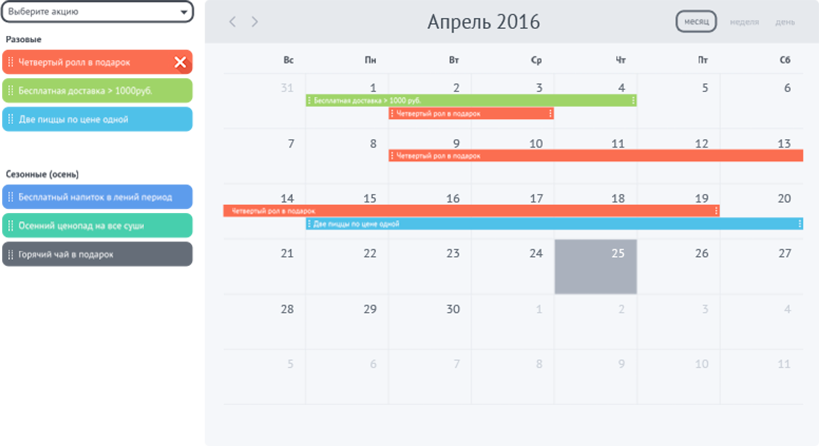 Выберите акцию
Разовые
Четвертый ролл в подарок
Бесплатная доставка > 1000руб.
Две пиццы по цене одной
Сезонные (осень)
Бесплатный напиток в лений период
Осенний ценопад на все суши
Горячий чай в подарок
Апрель 2016
месяц неделя день
Вс Пн Вт Ср Чт Пт Сб
31 1 2 3 4 5 6
Бесплатная доставка > 1000 руб.
Четвертый рол в подарок
7 8 9 10 11 12 13
Четвертый рол в подарок
14 15 16 17 18 19 20
Четвертый рол в подарок
Две пиццы по цене одной
21 22 23 24 25 26 27
28 29 30 1 2 3 4
5 6 7 8 9 10 11